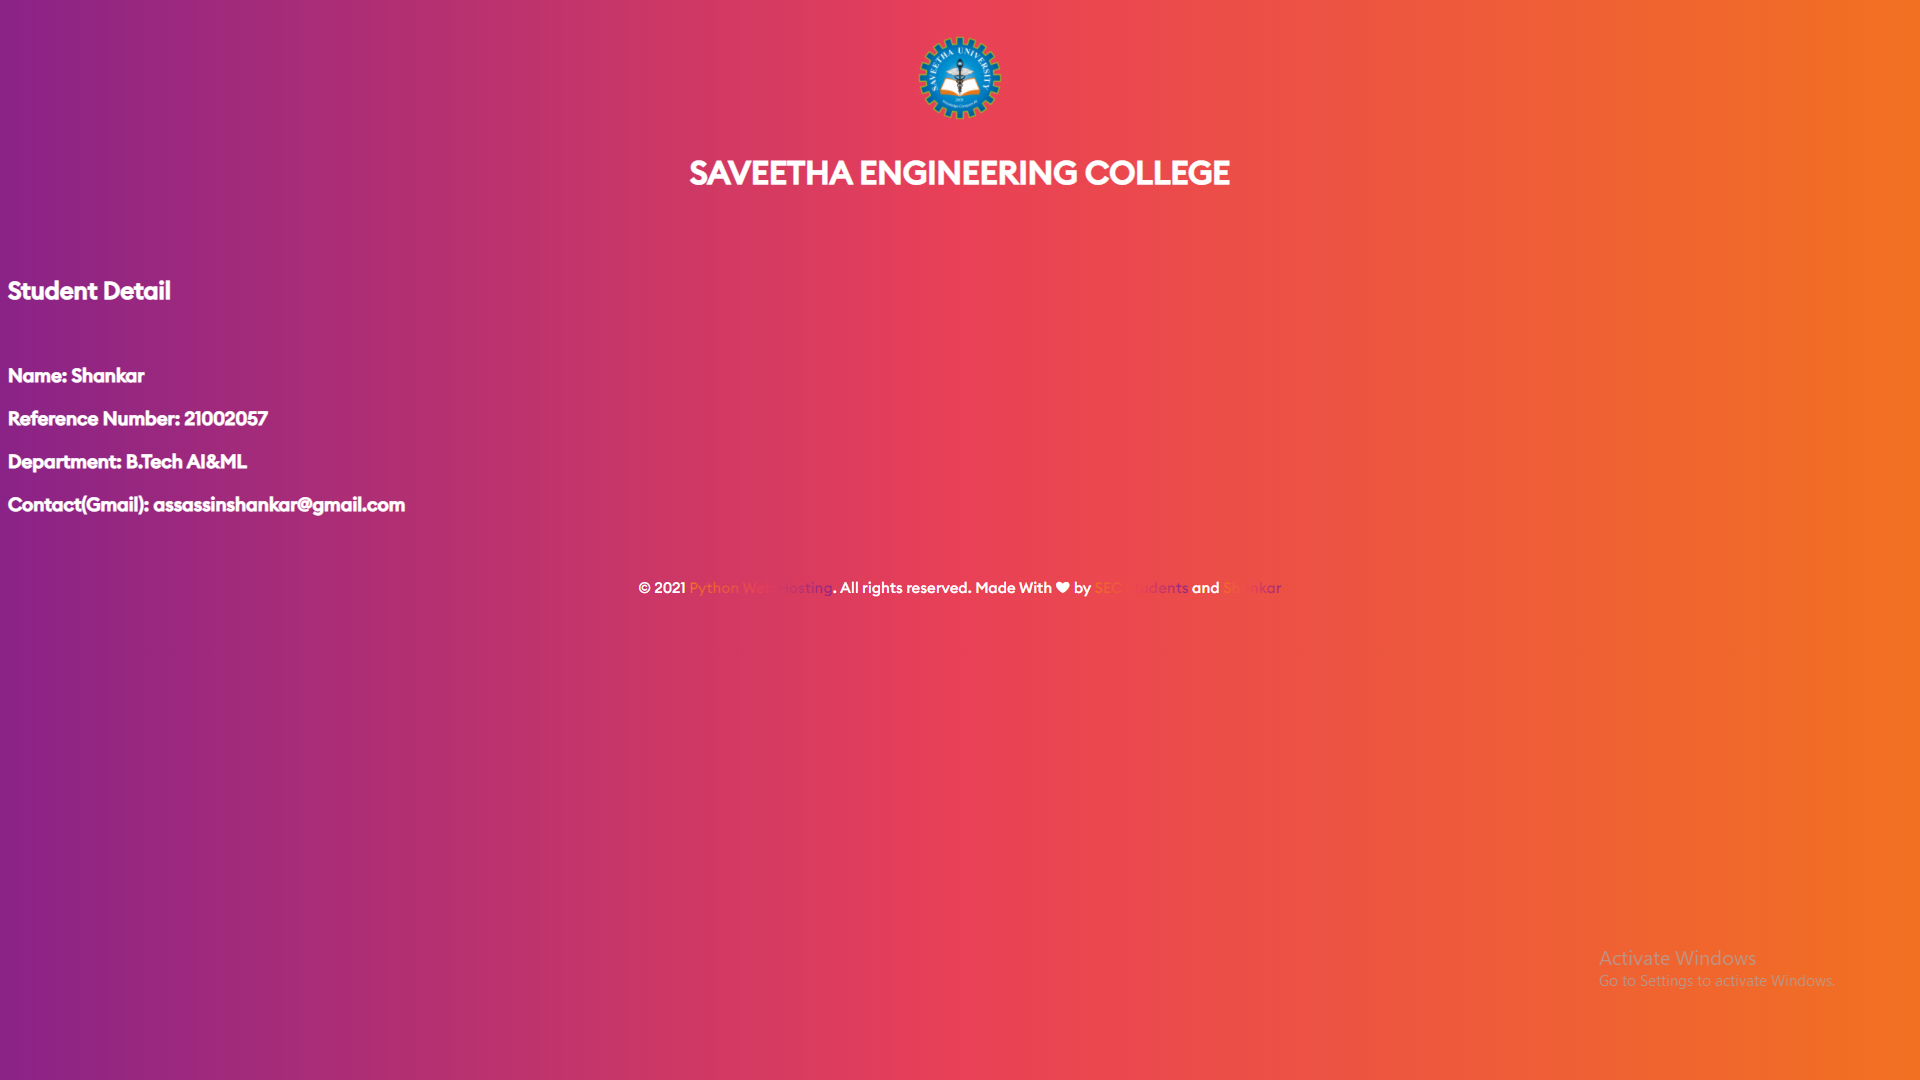 SAVEETHA UNIVERSITY
SAVEETHA ENGINEERING COLLEGE
Student Detail
Name: Shankar
Reference Number: 21002057
Department: B.Tech AI&ML
Contact(Gmail): assassinshankar@gmail.com
© 2021 Python Web Hosting. All rights reserved. Made With ♥ by SEC Students and Shankar
Activate Windows
Go to Settings to activate Windows.